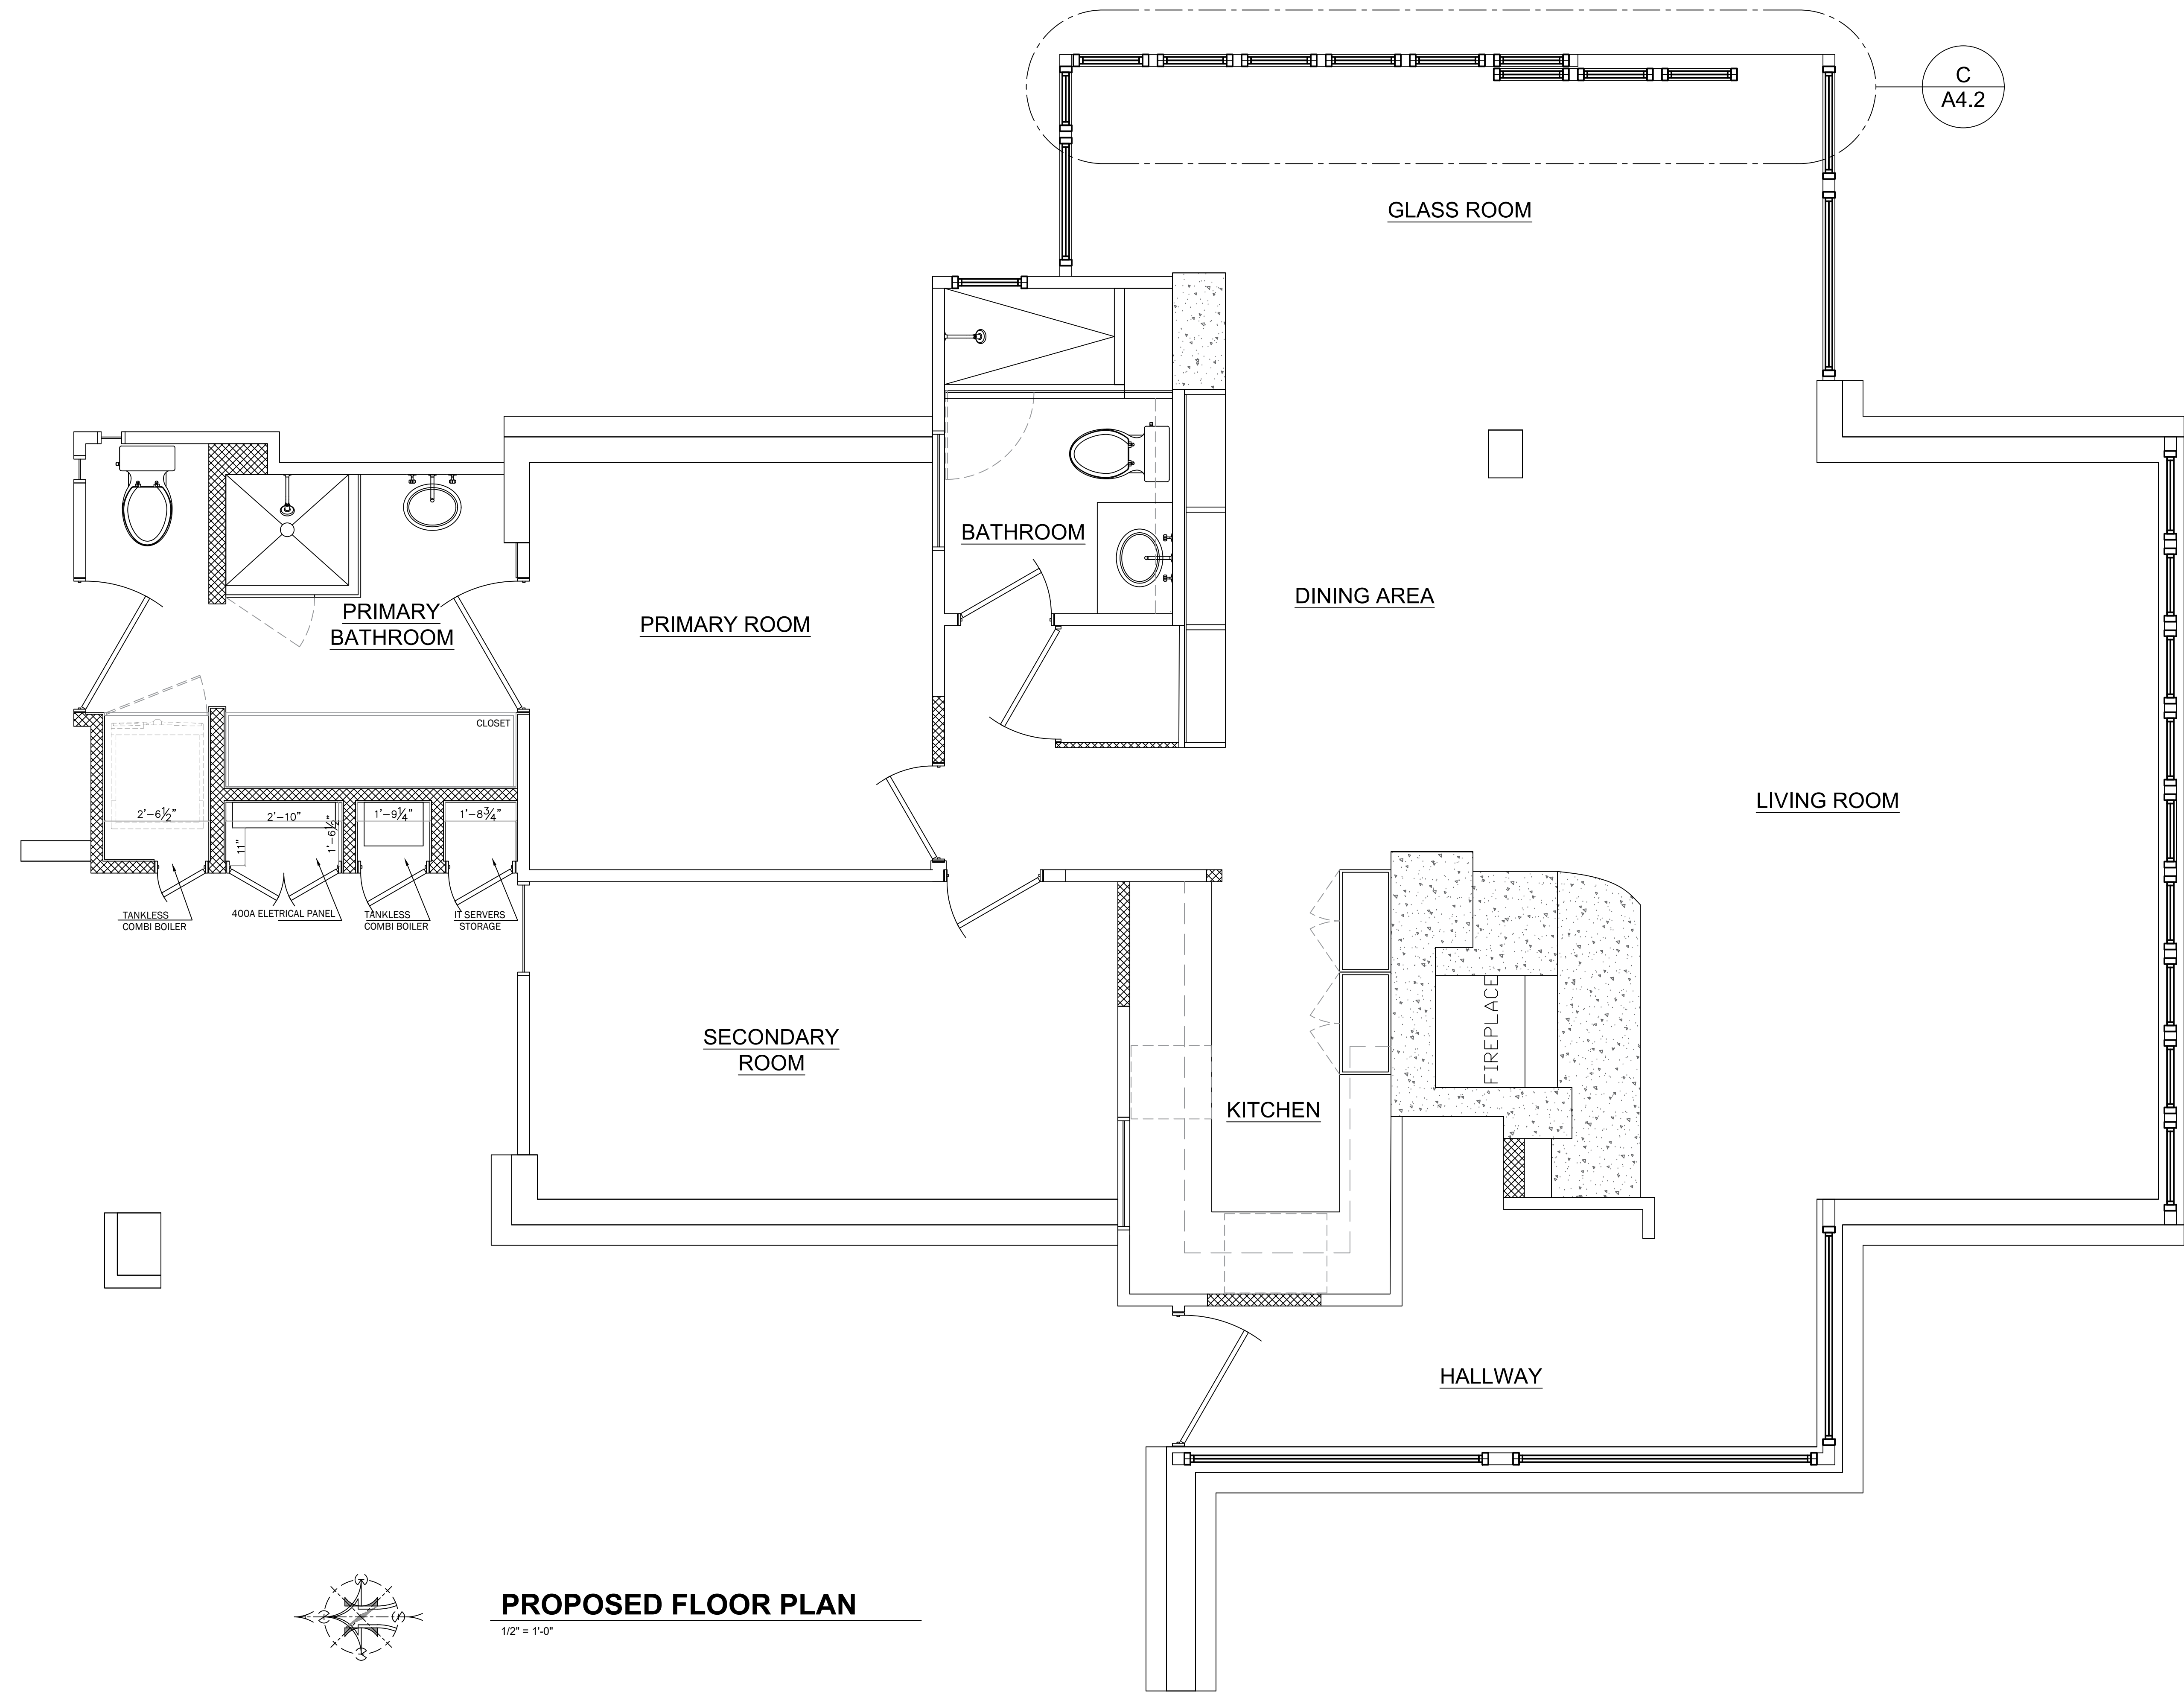 C
A4.2
GLASS ROOM
BATHROOM
DINING AREA
PRIMARY
BATHROOM
PRIMARY ROOM
CLOSET
LIVING ROOM
2'-6½"
2'-10"
1'-6½"
1'-9¼"
1'-8¾"
11"
TANKLESS
COMBI BOILER
400A ELETRICAL PANEL
TANKLESS
COMBI BOILER
IT SERVERS
STORAGE
FIREPLACE
SECONDARY
ROOM
KITCHEN
HALLWAY
PROPOSED FLOOR PLAN
1/2" = 1'-0"